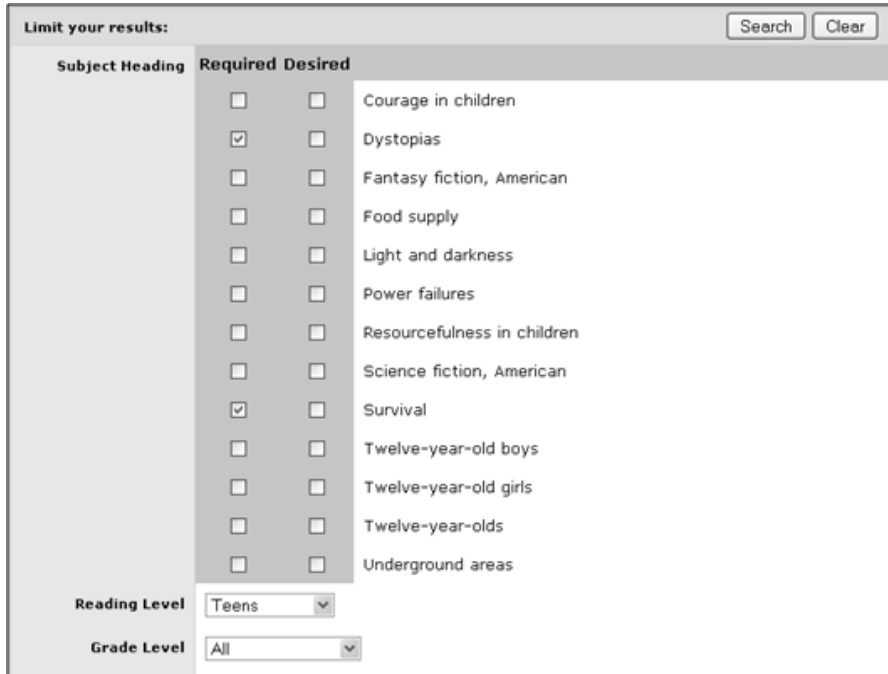 Limit your results: Search Clear
Subject Heading Required Desired
Courage in children
Dystopias
Fantasy fiction, American
Food supply
Light and darkness
Power failures
Resourcefulness in children
Science fiction, American
Survival
Twelve-year-old boys
Twelve-year-old girls
Twelve-year-olds
Underground areas
Reading Level Teens
Grade Level All